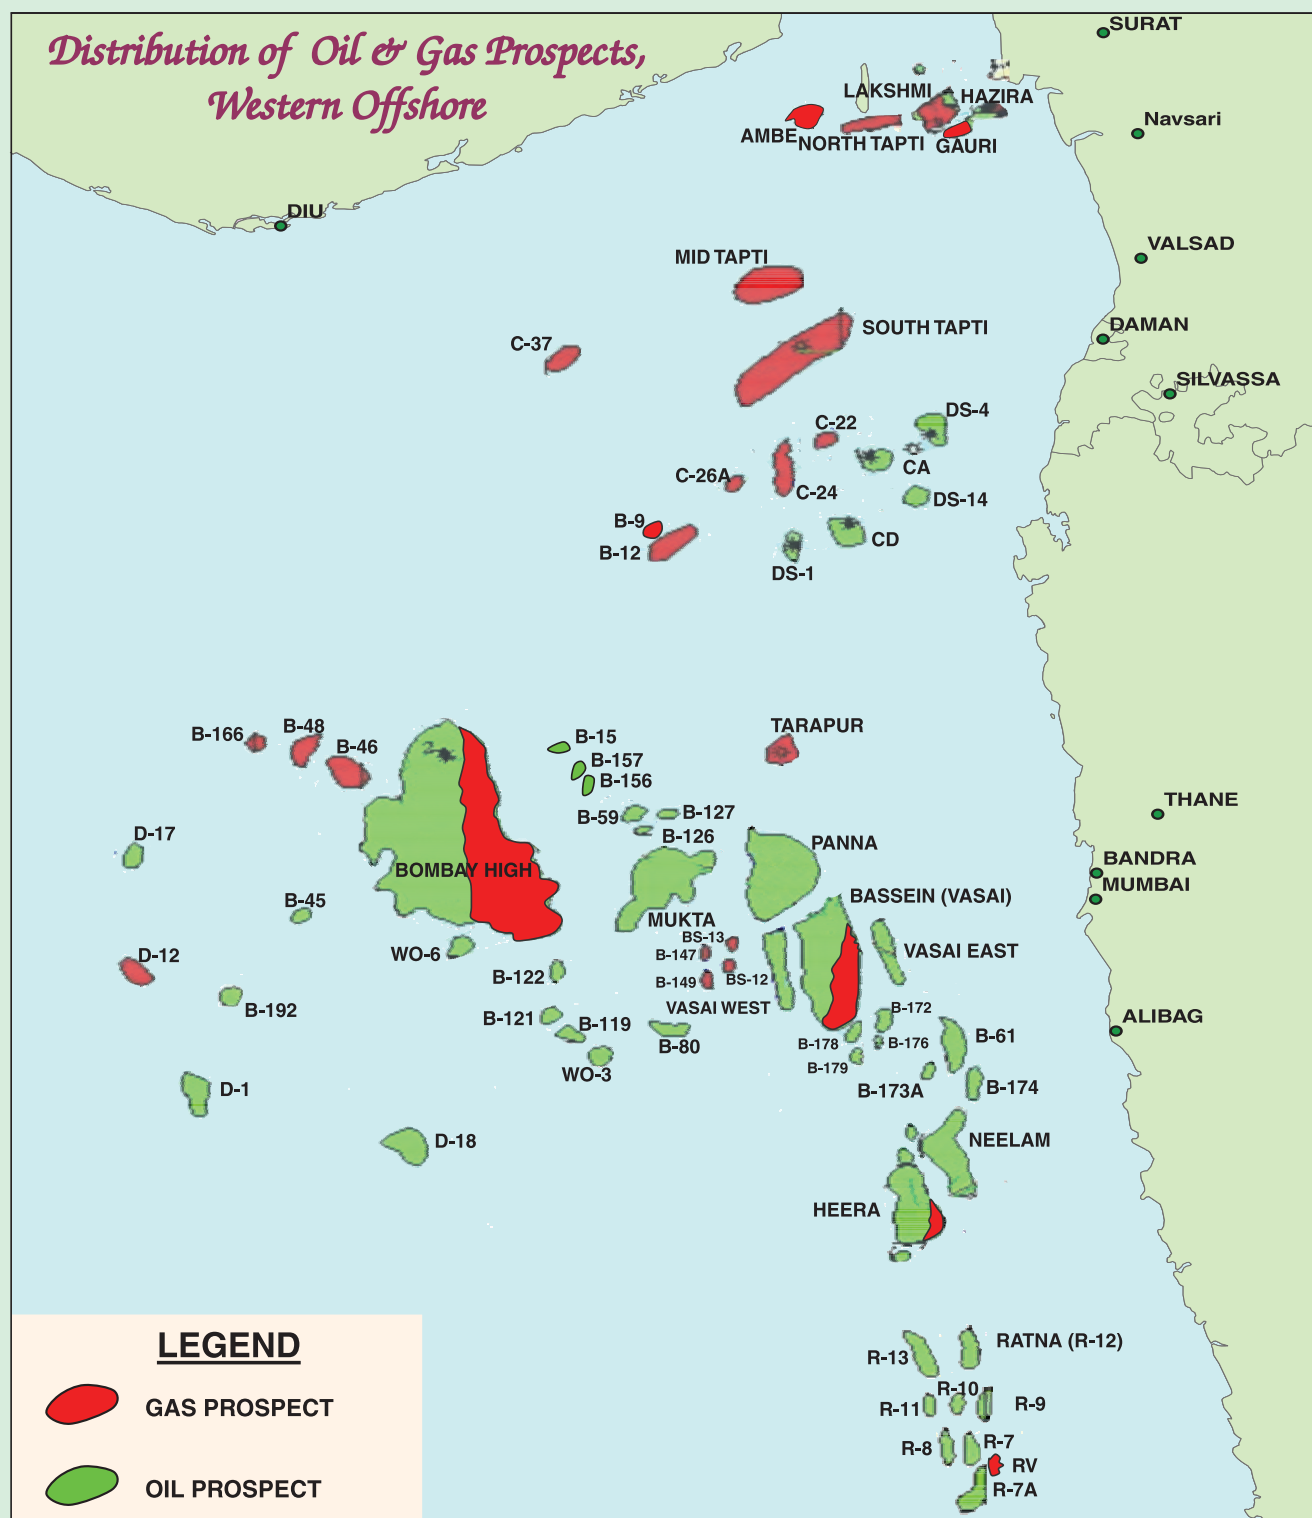 Distribution of Oil & Gas Prospects,
Western Offshore
SURAT
LAKSHMI
HAZIRA
Navsari
AMBE
NORTH TAPTI
GAURI
DIU
VALSAD
MID TAPTI
DAMAN
SOUTH TAPTI
C-37
SILVASSA
DS-4
C-22
CA
C-26A
C-24
DS-14
B-9
CD
B-12
DS-1
B-166
B-48
TARAPUR
B-15
B-46
2
B-157
B-156
THANE
B-59
B-127
D-17
B-126
PANNA
BANDRA
BOMBAY HIGH
MUMBAI
B-45
BASSEIN (VASAI)
MUKTA
BS-13
VASAI EAST
D-12
WO-6
B-147
B-122
B-149
BS-12
B-192
VASAI WEST
B-172
ALIBAG
B-121
B-119
B-61
B-80
B-178
B-176
WO-3
B-179
D-1
B-173A
B-174
D-18
NEELAM
HEERA
RATNA (R-12)
LEGEND
R-13
R-10
GAS PROSPECT
R-11
R-9
R-8
R-7
RV
OIL PROSPECT
R-7A